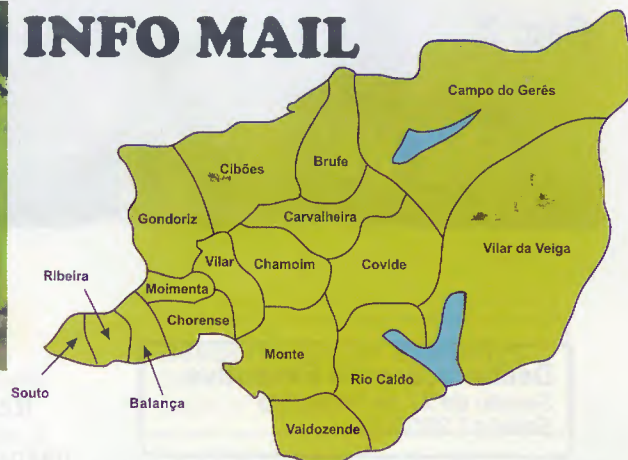 INFO MAIL
Campo do Gerês
Cibões
Brufe
Gondoriz
Carvalheira
Vilar da Veiga
Vilar
Chamoim
Covide
Ribeira
Moimenta
Chorense
Monte
Rio Caldo
Souto
Balança
Valdozende